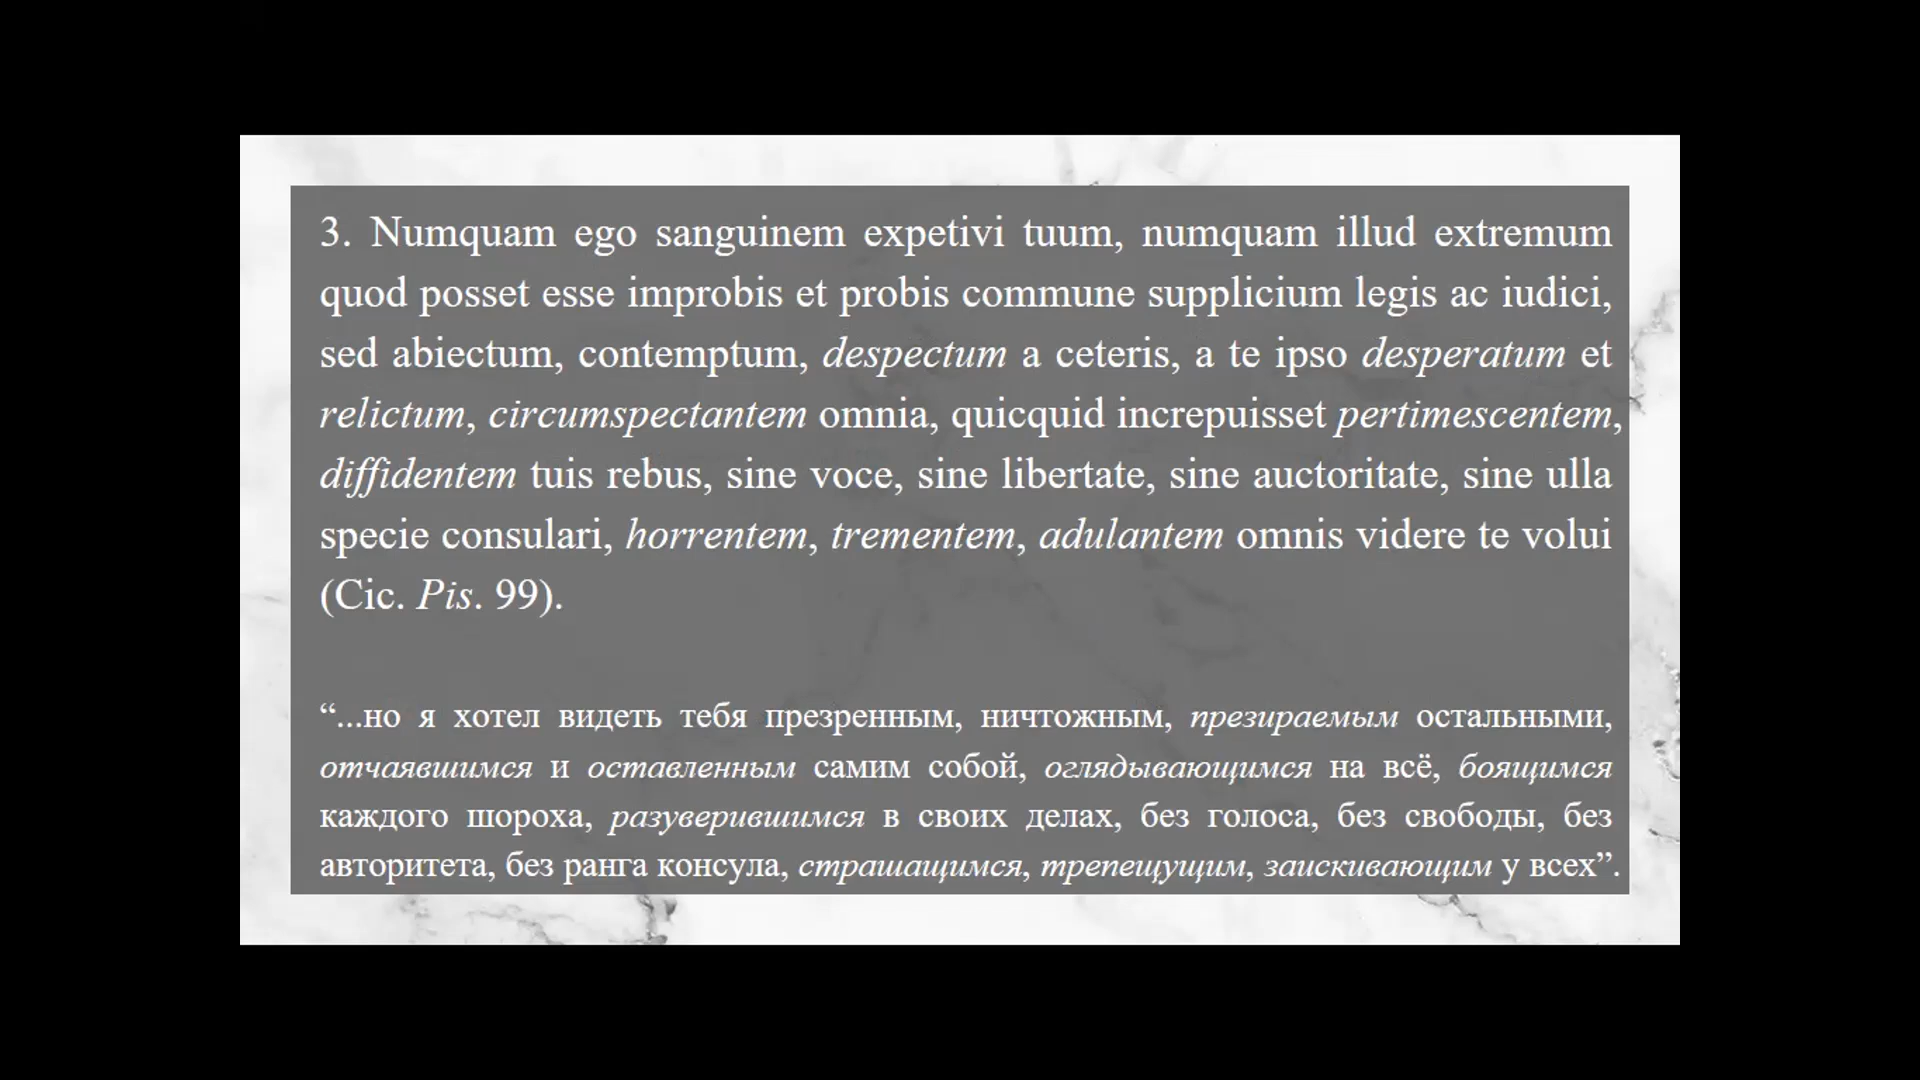 3. Numquam ego sanguinem expetivi tuum, numquam illud extremum
quod posset esse improbis et probis commune supplicium legis ac iudici,
sed abiectum, contemptum, despectum a ceteris, a te ipso desperatum et
relictum, circumspectantem omnia, quicquid increpuisset pertimescentem,
diffidentem tuis rebus, sine voce, sine libertate, sine auctoritate, sine ulla
specie consulari, horrentem, trementem, adulantem omnis videre te volui
(Cic. Pis. 99).
“...но я хотел видеть тебя презренным, ничтожным, презираемым остальными,
отчаявшимся и оставленным самим собой, оглядывающимся на всё, боящимся
каждого шороха, разуверившимся в своих делах, без голоса, без свободы, без
авторитета, без ранга консула, страшащимся, трепещущим, заискивающим у всех”.